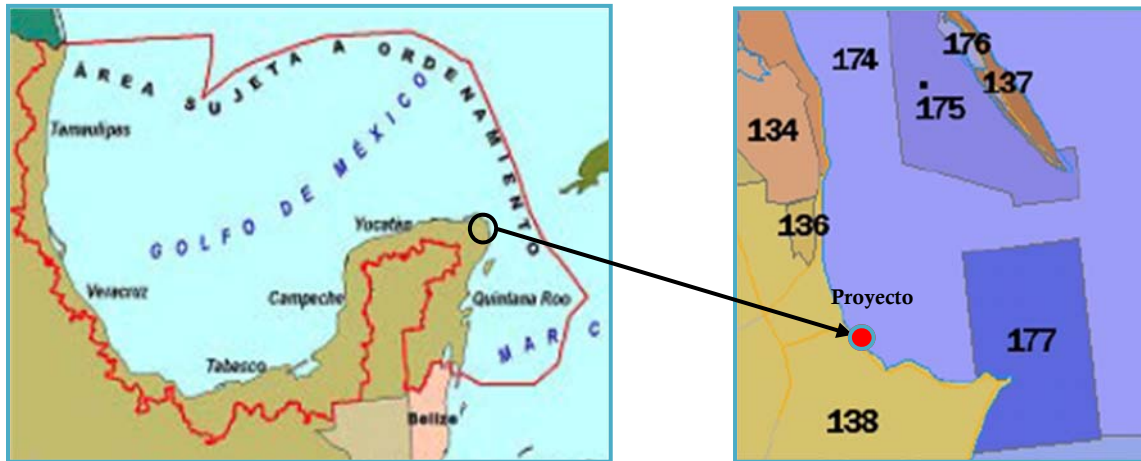 ÁREA SUJETA A ORDENAMIENTO
Tamaulipas
GOLFO DE MÉXICO
Yucatán
Veracruz
Campeche
Quintana Roo
MAR C
Tabasco
Belize
174
176
137
175
134
136
Proyecto
177
138